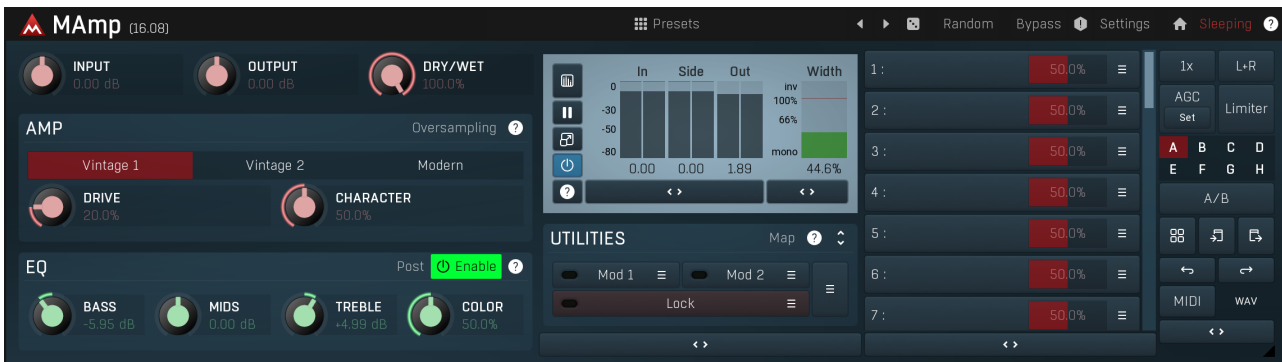 MAmp (16.08) Presets Random Bypass Settings Sleeping ?
INPUT
0.00 dB
OUTPUT
0.00 dB
DRY/WET
100.0%
AMP Oversampling ?
Vintage 1 Vintage 2 Modern
DRIVE
20.0%
CHARACTER
50.0%
EQ Post Enable ?
BASS
-5.95 dB
MIDS
0.00 dB
TREBLE
+4.99 dB
COLOR
50.0%
In Side Out Width
0
-30
-50
-80
inv
100%
66%
mono
0.00 0.00 1.89 44.6%
?
UTILITIES Map ?
Mod 1 Mod 2
Lock
1 : 50.0%
2 : 50.0%
3 : 50.0%
4 : 50.0%
5 : 50.0%
6 : 50.0%
7 : 50.0%
1x L+R
AGC
Set
Limiter
A B C D
E F G H
A/B
MIDI WAV